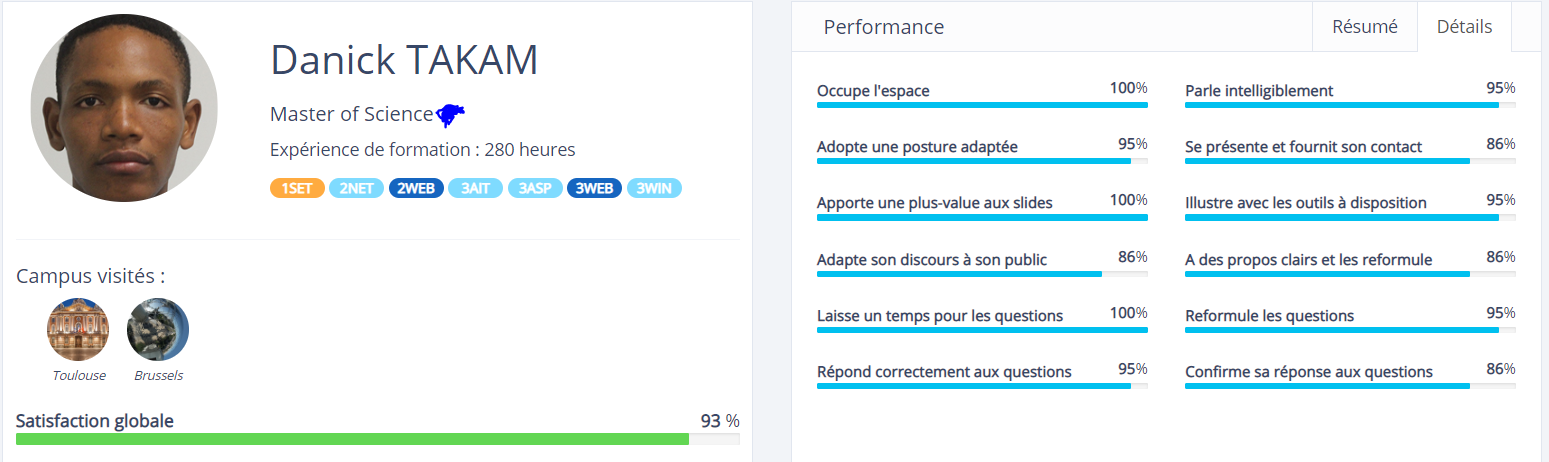 Danick TAKAM
Master of Science
Expérience de formation : 280 heures
1SET 2NET 2WEB 3AIT 3ASP 3WEB 3WIN
Campus visités :
Toulouse Brussels
Satisfaction globale 93 %
Performance Résumé Détails
Occupe l'espace 100% Parle intelligiblement 95%
Adopte une posture adaptée 95% Se présente et fournit son contact 86%
Apporte une plus-value aux slides 100% Illustre avec les outils à disposition 95%
Adapte son discours à son public 86% A des propos clairs et les reformule 86%
Laisse un temps pour les questions 100% Reformule les questions 95%
Répond correctement aux questions 95% Confirme sa réponse aux questions 86%